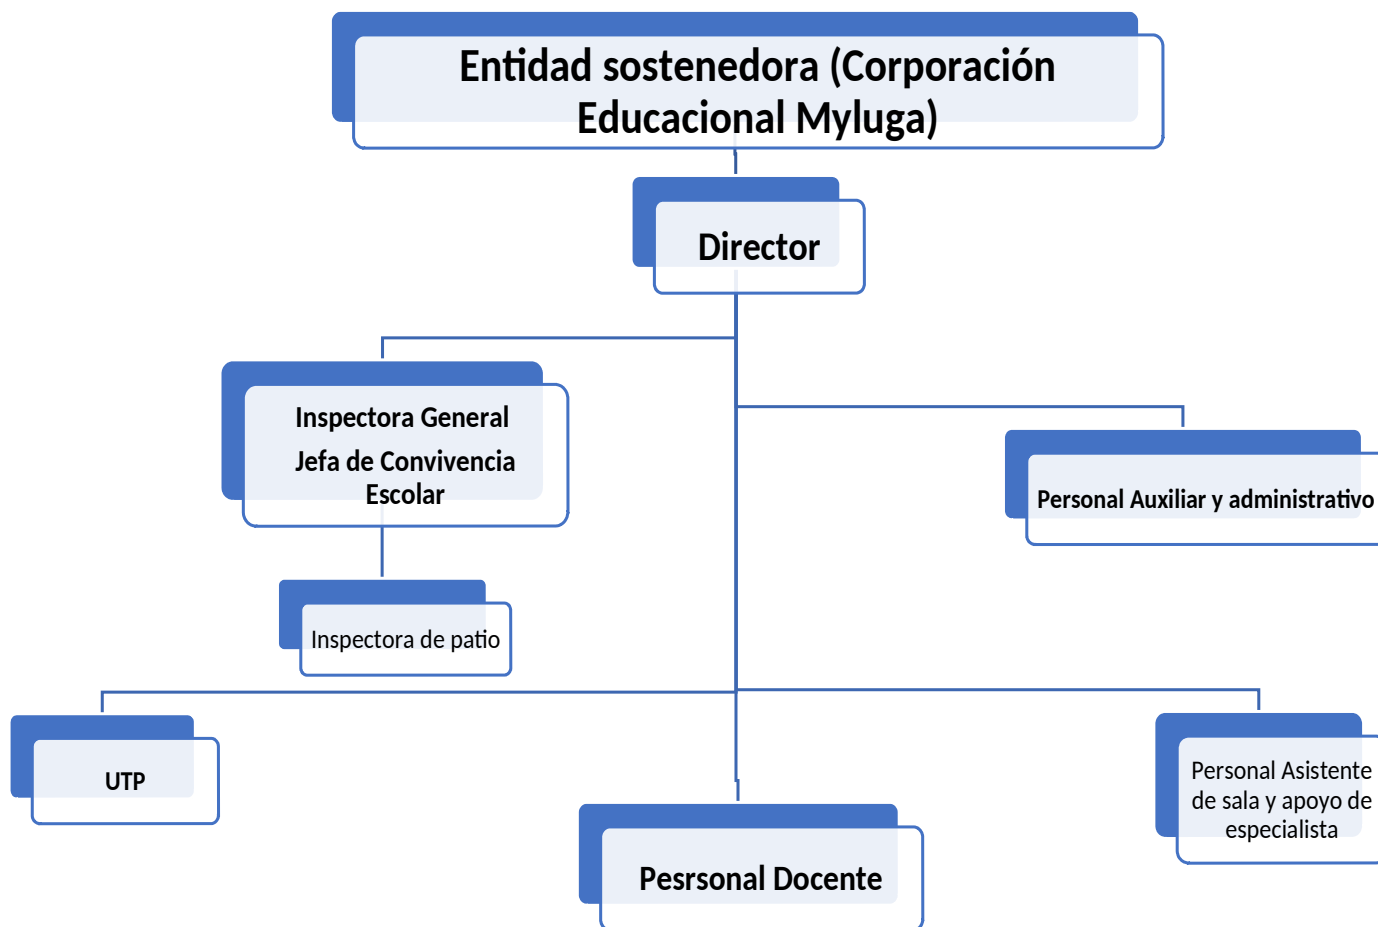 Entidad sostenedora (Corporación
Educacional Myluga)
Director
Inspectora General
Jefa de Convivencia
Escolar
Personal Auxiliar y administrativo
Inspectora de patio
UTP
Personal Asistente
de sala y apoyo de
especialista
Pesrsonal Docente